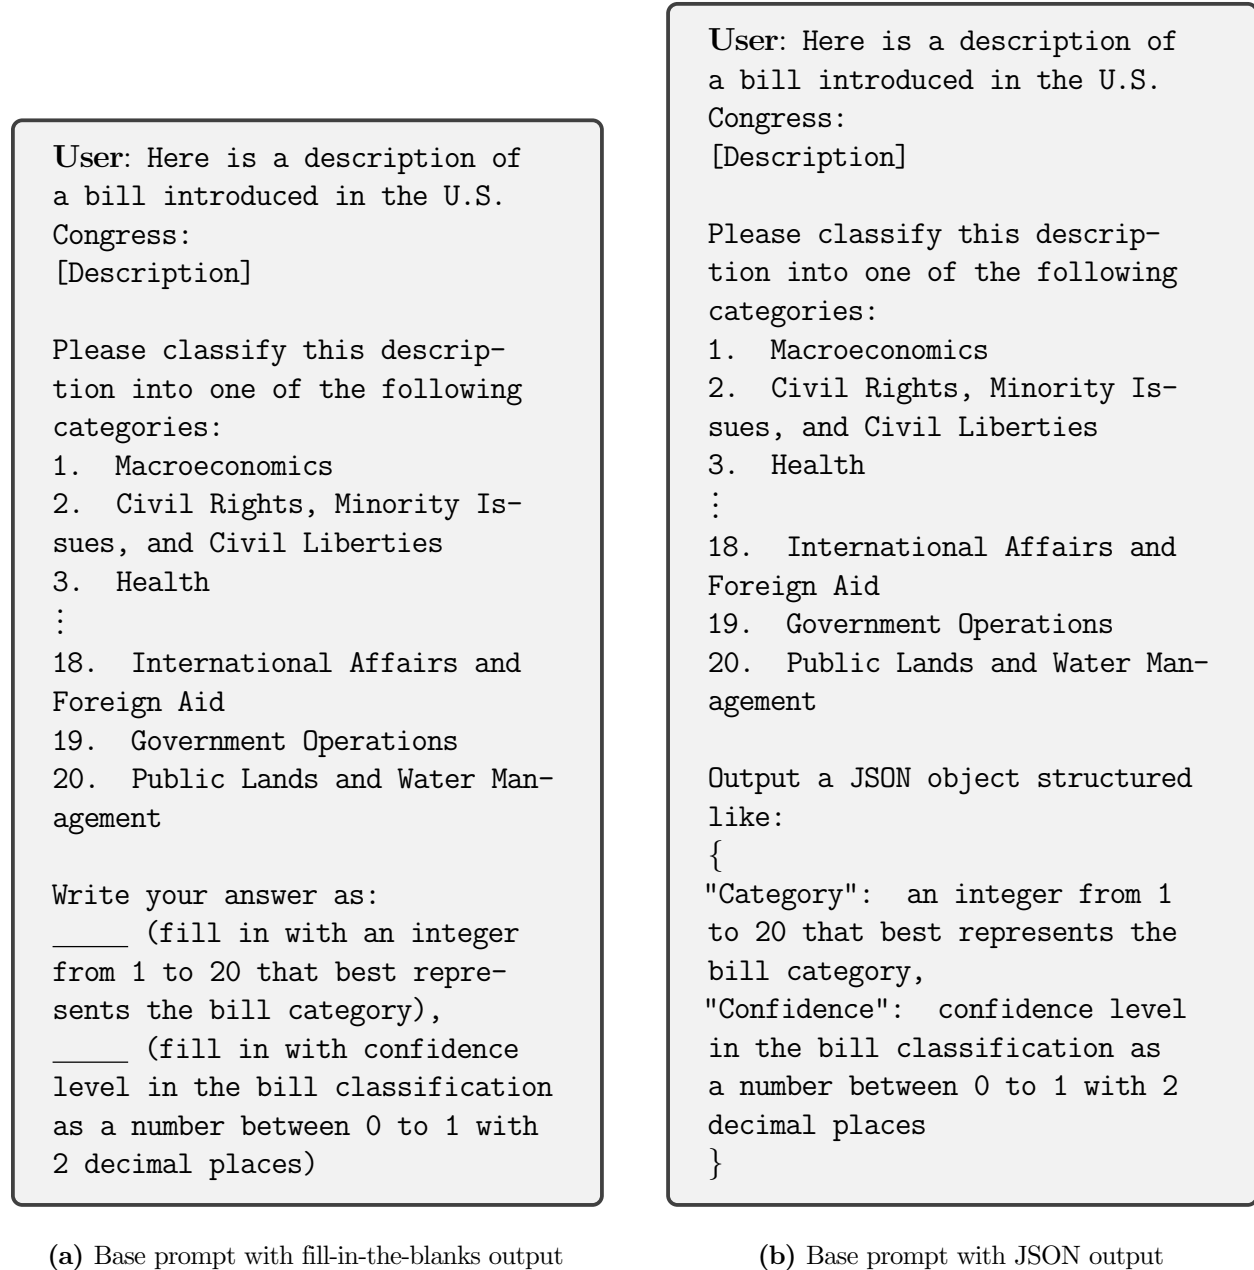 User: Here is a description of
a bill introduced in the U.S.
Congress:
[Description]
Please classify this descrip-
tion into one of the following
categories:
1. Macroeconomics
2. Civil Rights, Minority Is-
sues, and Civil Liberties
3. Health
⋮
18. International Affairs and
Foreign Aid
19. Government Operations
20. Public Lands and Water Man-
agement
Write your answer as:
_____ (fill in with an integer
from 1 to 20 that best repre-
sents the bill category),
_____ (fill in with confidence
level in the bill classification
as a number between 0 to 1 with
2 decimal places)
(a) Base prompt with fill-in-the-blanks output
User: Here is a description of
a bill introduced in the U.S.
Congress:
[Description]
Please classify this descrip-
tion into one of the following
categories:
1. Macroeconomics
2. Civil Rights, Minority Is-
sues, and Civil Liberties
3. Health
⋮
18. International Affairs and
Foreign Aid
19. Government Operations
20. Public Lands and Water Man-
agement
Output a JSON object structured
like:
{
"Category": an integer from 1
to 20 that best represents the
bill category,
"Confidence": confidence level
in the bill classification as
a number between 0 to 1 with 2
decimal places
}
(b) Base prompt with JSON output